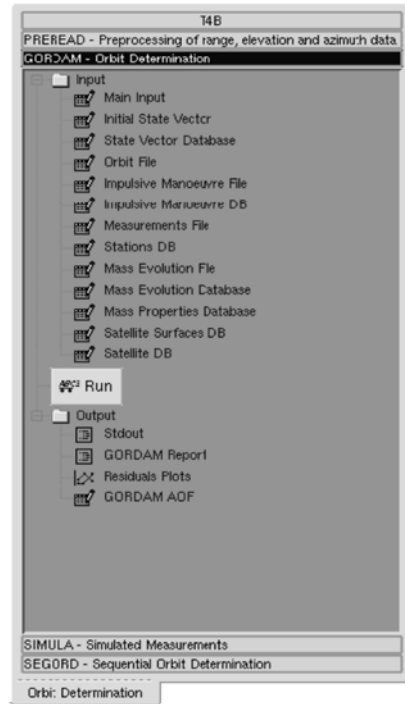 T4B
PREREAD - Preprocessing of range, elevation and azimuth data
GORDAM - Orbit Determination
Input
Main Input
Initial State Vector
State Vector Database
Orbit File
Impulsive Manoeuvre File
Impulsive Manoeuvre DB
Measurements File
Stations DB
Mass Evolution File
Mass Evolution Database
Mass Properties Database
Satellite Surfaces DB
Satellite DB
Run
Output
Stdout
GORDAM Report
Residuals Plots
GORDAM AOF
SIMULA - Simulated Measurements
SEGORD - Sequential Orbit Determination
Orbit Determination